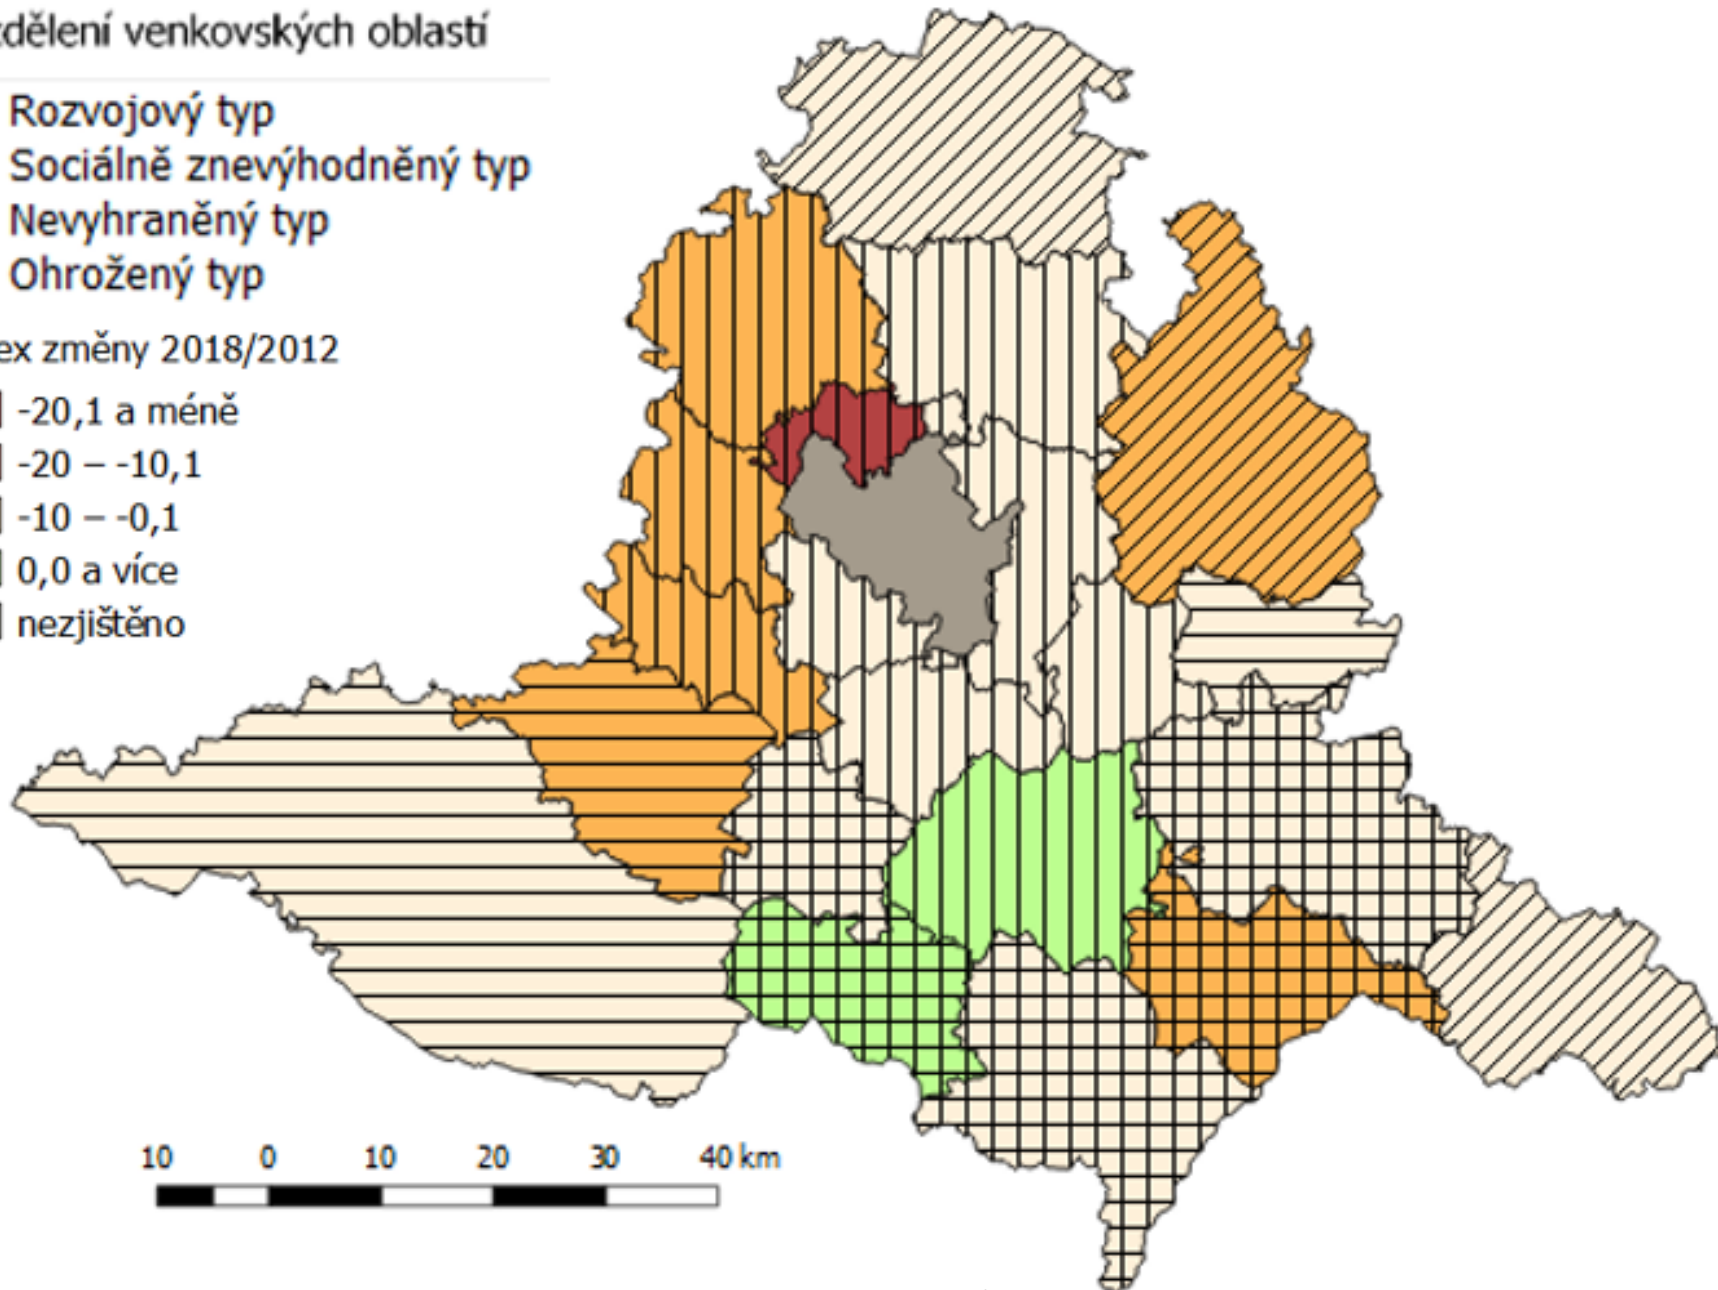 zdělení venkovských oblastí
Rozvojový typ
Sociálně znevýhodněný typ
Nevyhraněný typ
Ohrožený typ
ex změny 2018/2012
-20,1 a méně
-20 – -10,1
-10 – -0,1
0,0 a více
nezjištěno
10 0 10 20 30 40 km